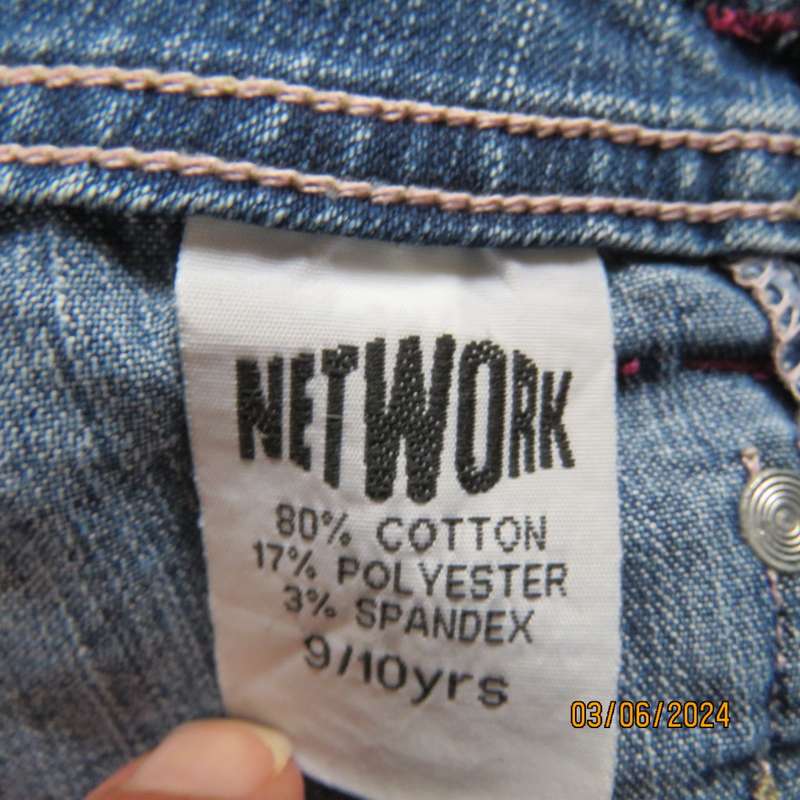 NETWORK
80% COTTON
17% POLYESTER
3% SPANDEX
9/10yrs
03/06/2024